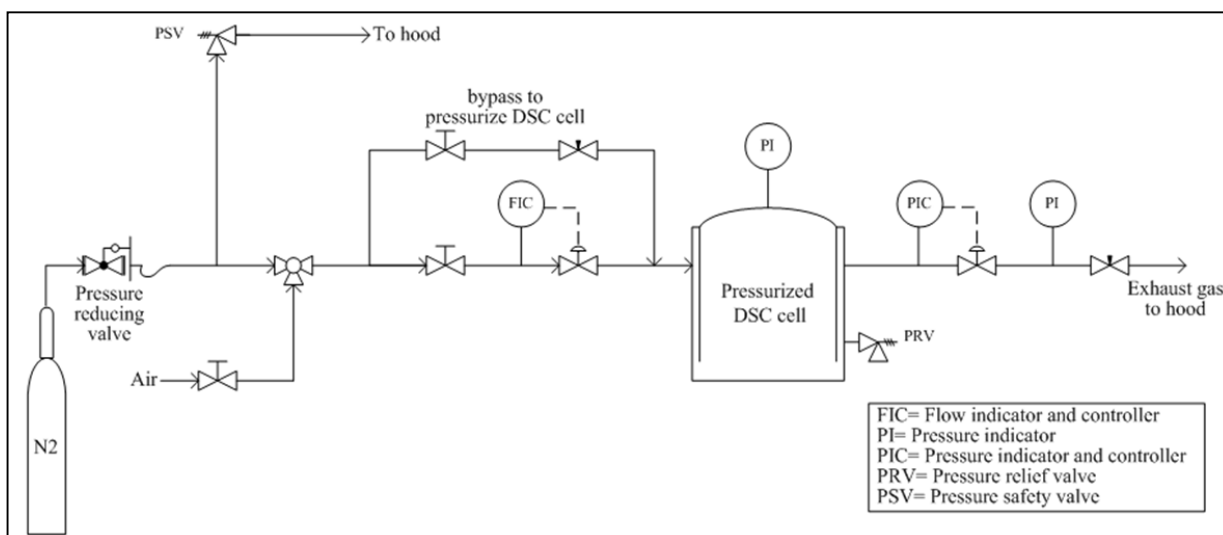 PSV
To hood
bypass to
pressurize DSC cell
PI
FIC
PIC
PI
Pressure
reducing
valve
Pressurized
DSC cell
Exhaust gas
to hood
PRV
Air
N2
FIC= Flow indicator and controller
PI= Pressure indicator
PIC= Pressure indicator and controller
PRV= Pressure relief valve
PSV= Pressure safety valve